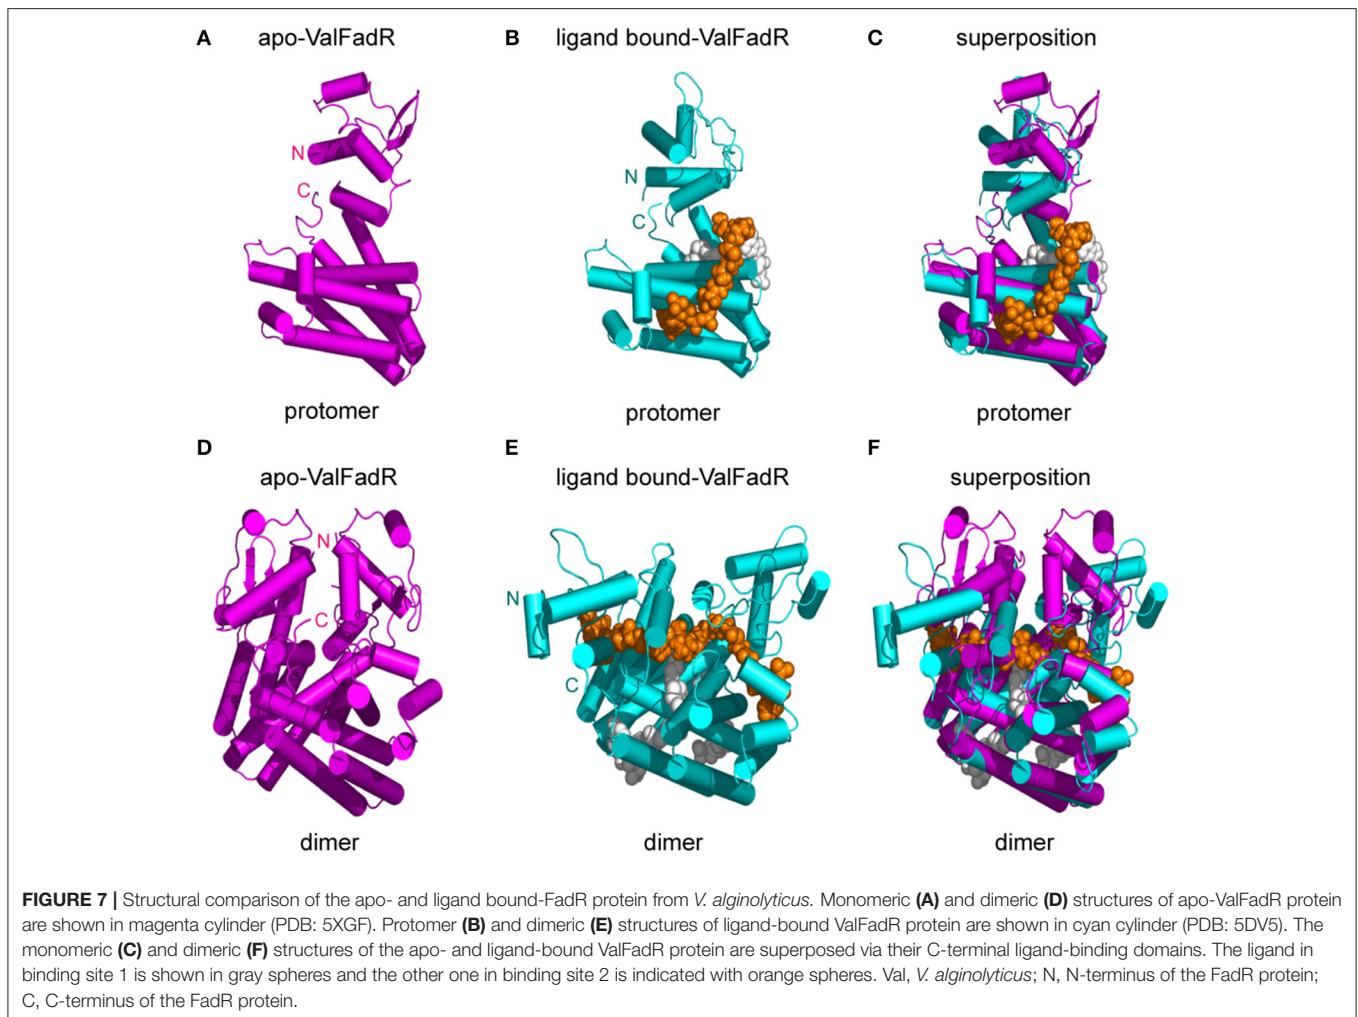 A apo-ValFadR
B ligand bound-ValFadR
C superposition
N
C
N
C
protomer
protomer
protomer
D
E
F
apo-ValFadR
ligand bound-ValFadR
superposition
N
C
N
C
dimer
dimer
dimer
FIGURE 7 | Structural comparison of the apo- and ligand bound-FadR protein from V. alginolyticus. Monomeric (A) and dimeric (D) structures of apo-ValFadR protein
are shown in magenta cylinder (PDB: 5XGF). Protomer (B) and dimeric (E) structures of ligand-bound ValFadR protein are shown in cyan cylinder (PDB: 5DV5). The
monomeric (C) and dimeric (F) structures of the apo- and ligand-bound ValFadR protein are superposed via their C-terminal ligand-binding domains. The ligand in
binding site 1 is shown in gray spheres and the other one in binding site 2 is indicated with orange spheres. Val, V. alginolyticus; N, N-terminus of the FadR protein;
C, C-terminus of the FadR protein.